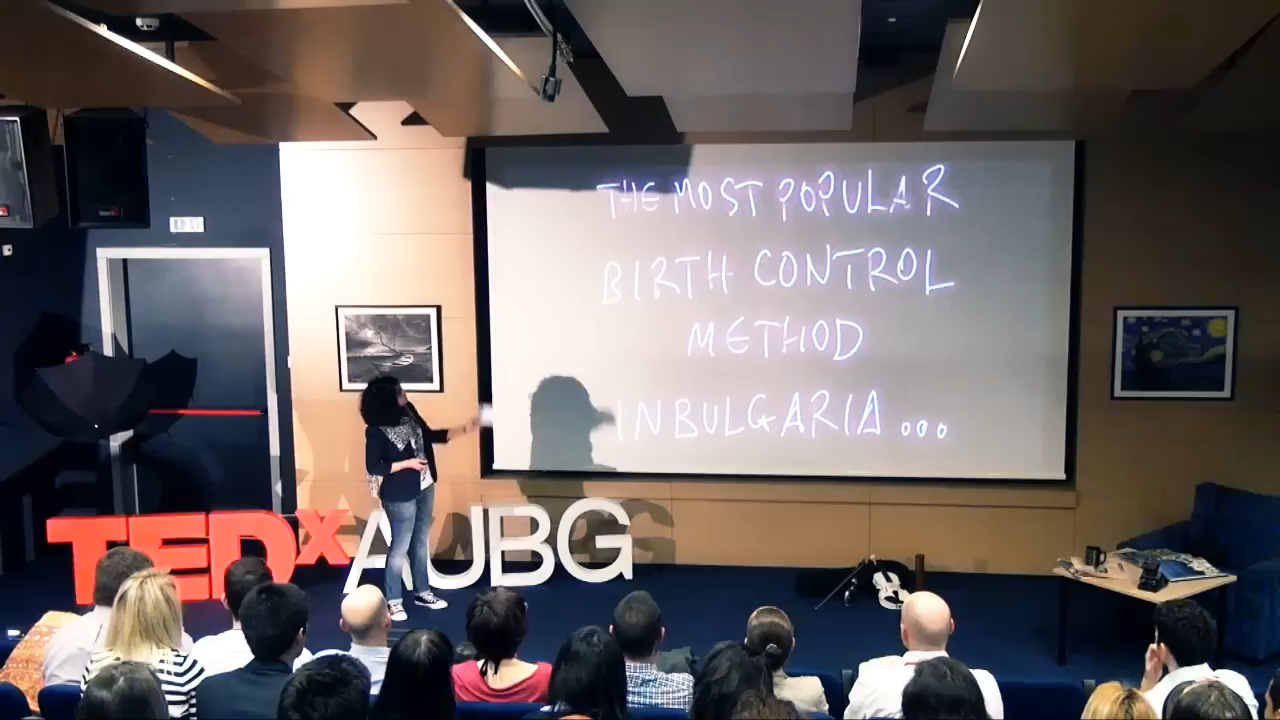 THE MOST POPULAR
BIRTH CONTROL
METHOD
IN BULGARIA...
TEDxAUBG